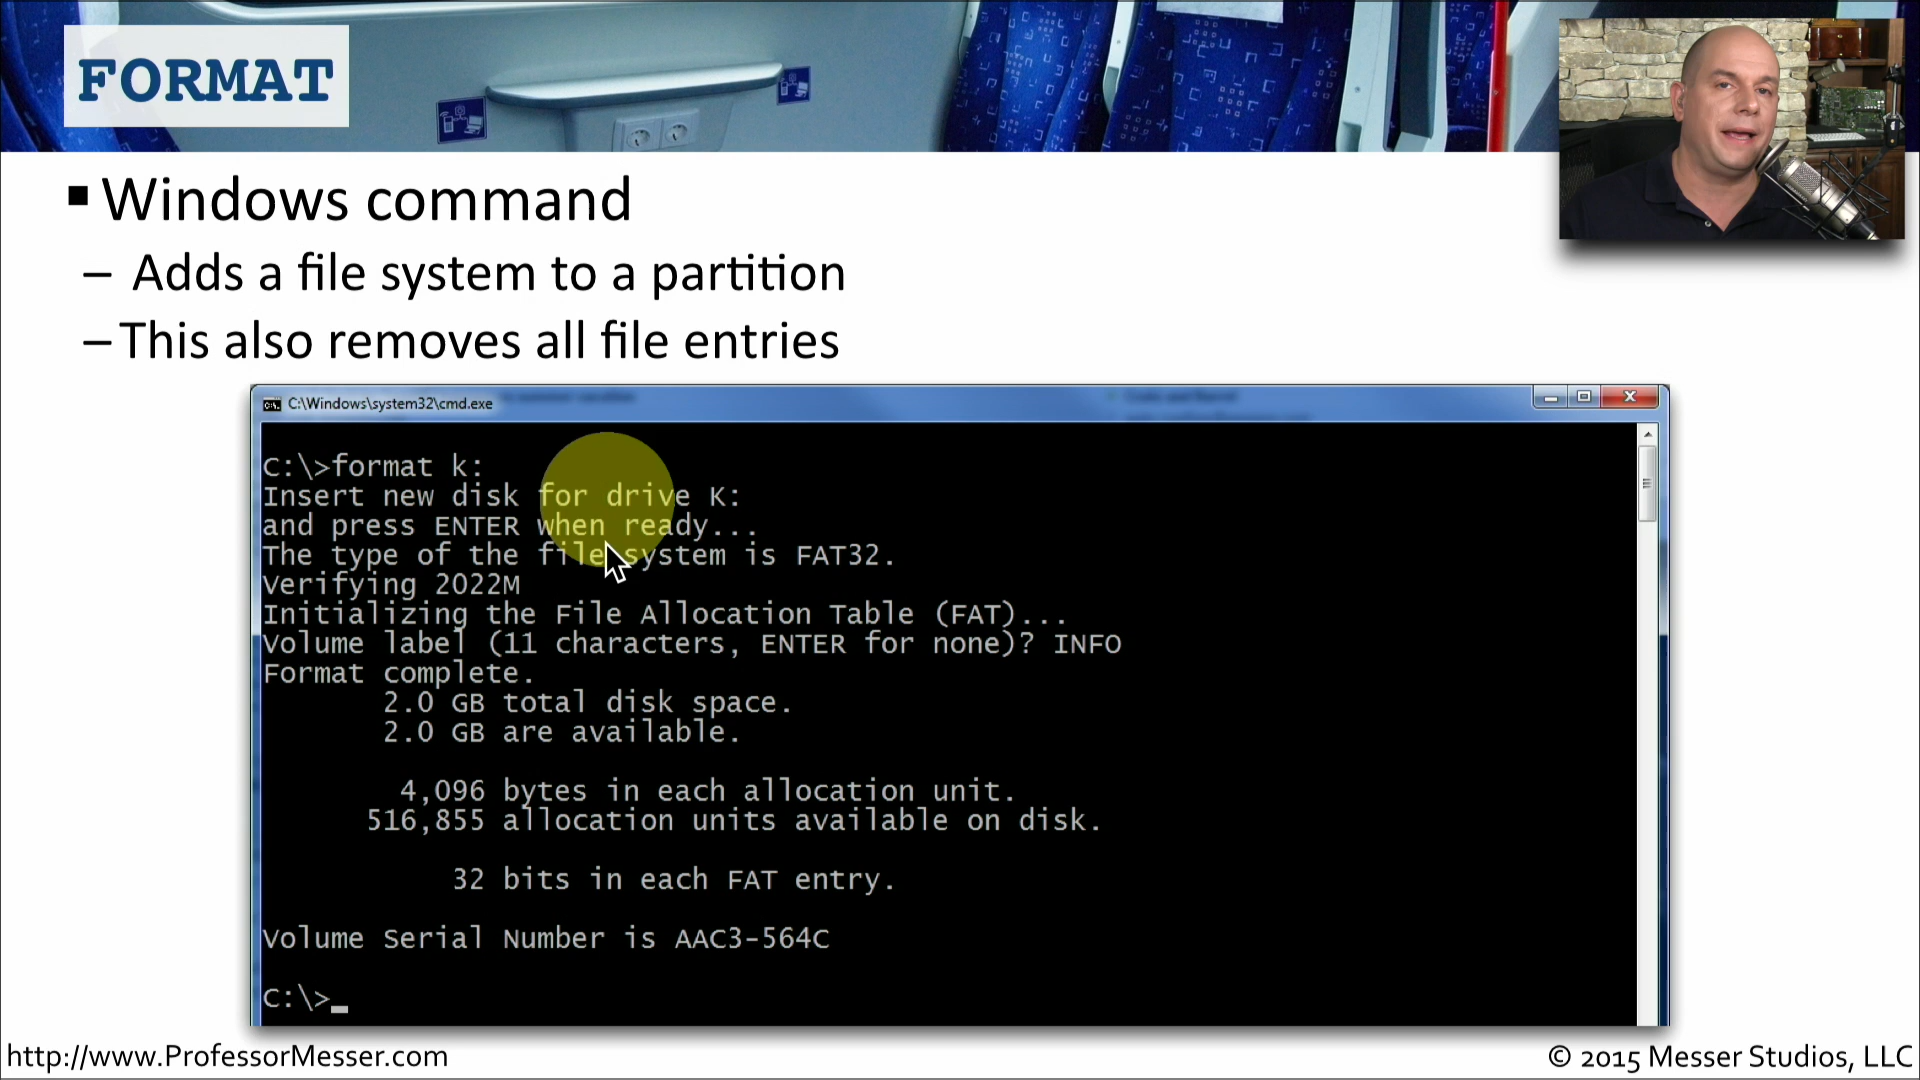 FORMAT
▪ Windows command
– Adds a file system to a partition
– This also removes all file entries
C:\Windows\system32\cmd.exe
C:\>format k:
Insert new disk for drive K:
and press ENTER when ready...
The type of the file system is FAT32.
Verifying 2022M
Initializing the File Allocation Table (FAT)...
Volume label (11 characters, ENTER for none)? INFO
Format complete.
2.0 GB total disk space.
2.0 GB are available.
4,096 bytes in each allocation unit.
516,855 allocation units available on disk.
32 bits in each FAT entry.
Volume Serial Number is AAC3-564C
C:\>_
http://www.ProfessorMesser.com
© 2015 Messer Studios, LLC